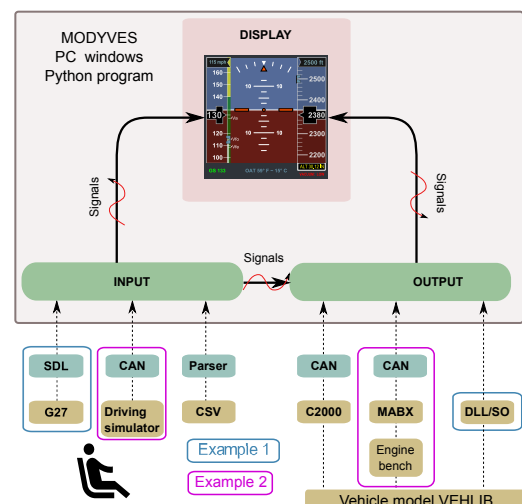 MODYVES
PC windows
Python program
DISPLAY
115 mph
2500 ft
160
150
140
130
120
110
100
10
10
10
10
2500
2400
2380
2300
2200
GS 133
Signals
Signals
Signals
INPUT
OUTPUT
SDL
CAN
Parser
CAN
CAN
G27
Driving
simulator
CSV
C2000
MABX
DLL/SO
Engine
bench
Example 1
Example 2
Vehicle model VEHLIB